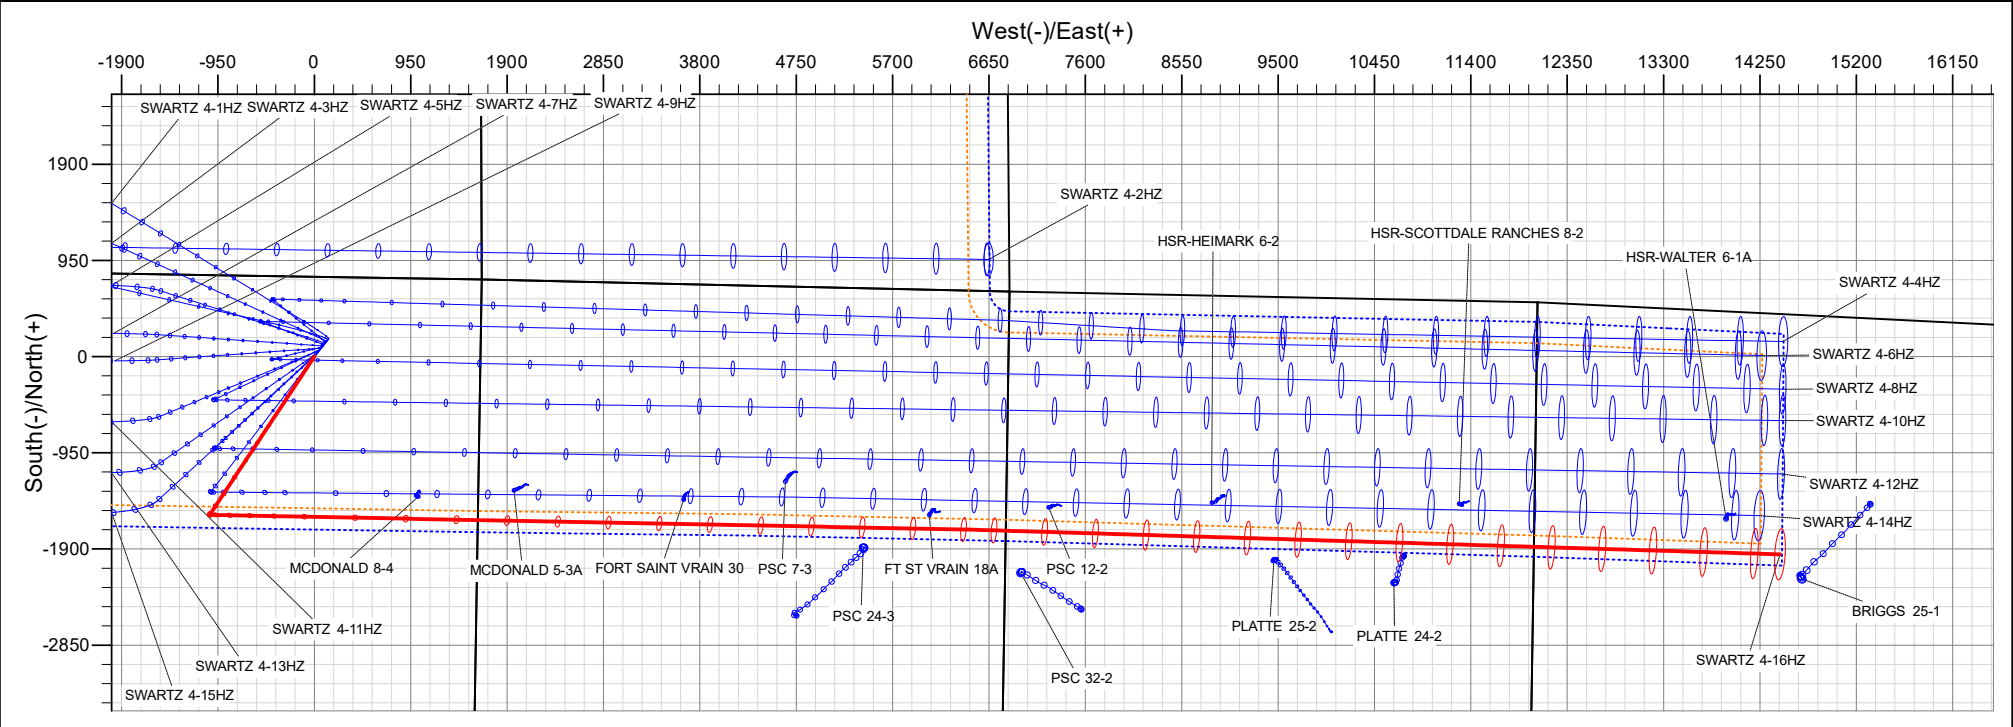 West(-)/East(+)
-1900 -950 0 950 1900 2850 3800 4750 5700 6650 7600 8550 9500 10450 11400 12350 13300 14250 15200 16150
SWARTZ 4-1HZ SWARTZ 4-3HZ SWARTZ 4-5HZ SWARTZ 4-7HZ SWARTZ 4-9HZ
1900
SWARTZ 4-2HZ
HSR-HEIMARK 6-2
HSR-SCOTTDALE RANCHES 8-2
950
HSR-WALTER 6-1A
SWARTZ 4-4HZ
South(-)/North(+)
0
SWARTZ 4-6HZ
SWARTZ 4-8HZ
SWARTZ 4-10HZ
-950
SWARTZ 4-12HZ
SWARTZ 4-14HZ
-1900
MCDONALD 8-4
MCDONALD 5-3A
FORT SAINT VRAIN 30
PSC 7-3
FT ST VRAIN 18A
PSC 12-2
BRIGGS 25-1
PSC 24-3
PLATTE 25-2
SWARTZ 4-11HZ
PLATTE 24-2
-2850
SWARTZ 4-16HZ
SWARTZ 4-13HZ
PSC 32-2
SWARTZ 4-15HZ